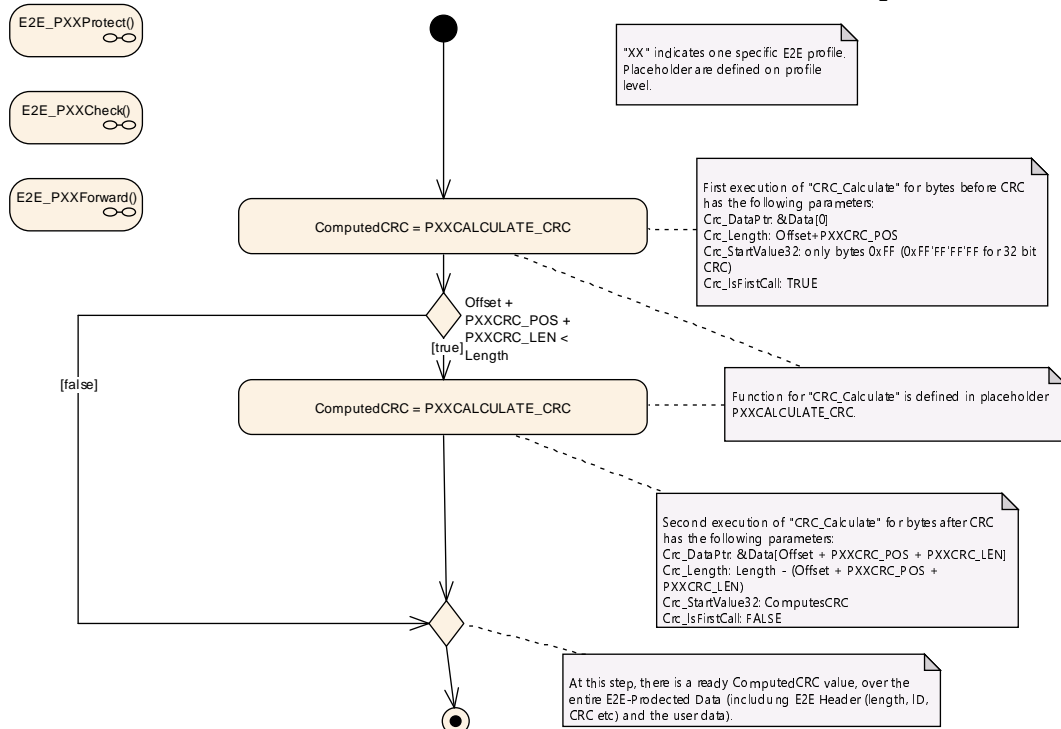 E2E_PXXProtect()
E2E_PXXCheck()
E2E_PXXForward()
"XX" indicates one specific E2E profile.
Placeholder are defined on profile
level.
ComputedCRC = PXXCALCULATE_CRC
First execution of "CRC_Calculate" for bytes before CRC
has the following parameters:
Crc_DataPtr: &Data[0]
Crc_Length: Offset+PXXCRC_POS
Crc_StartValue32: only bytes 0xFF (0xFF'FF'FF'FF for 32 bit
CRC)
Crc_IsFirstCall: TRUE
Offset +
PXXCRC_POS +
PXXCRC_LEN <
Length
[true]
[false]
ComputedCRC = PXXCALCULATE_CRC
Function for "CRC_Calculate" is defined in placeholder
PXXCALCULATE_CRC.
Second execution of "CRC_Calculate" for bytes after CRC
has the following parameters:
Crc_DataPtr: &Data[Offset + PXXCRC_POS + PXXCRC_LEN]
Crc_Length: Length - (Offset + PXXCRC_POS +
PXXCRC_LEN)
Crc_StartValue32: ComputesCRC
Crc_IsFirstCall: FALSE
At this step, there is a ready ComputedCRC value, over the
entire E2E-Prodected Data (includung E2E Header (length, ID,
CRC etc) and the user data).